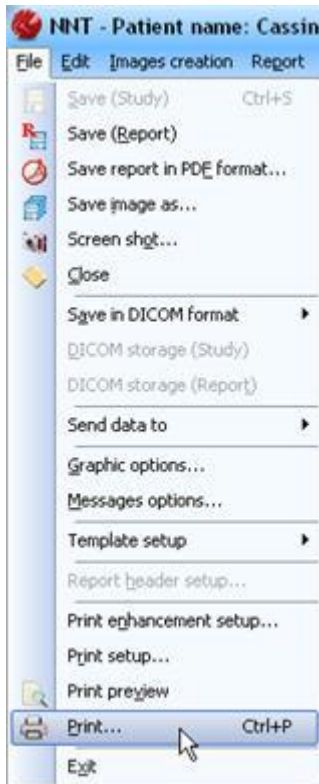 NNT - Patient name: Cassin
File Edit Images creation Report
Save (Study) Ctrl+S
Save (Report)
Save report in PDF format...
Save image as...
Screen shot...
Close
Save in DICOM format
DICOM storage (Study)
DICOM storage (Report)
Send data to
Graphic options...
Messages options...
Template setup
Report header setup...
Print enhancement setup...
Print setup...
Print preview
Print... Ctrl+P
Exit